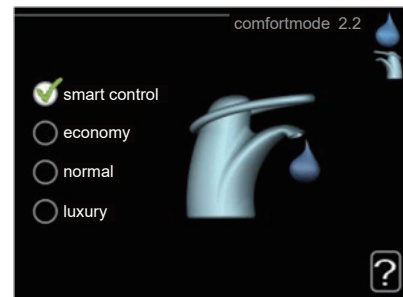 comfortmode 2.2
smart control
economy
normal
luxury
?